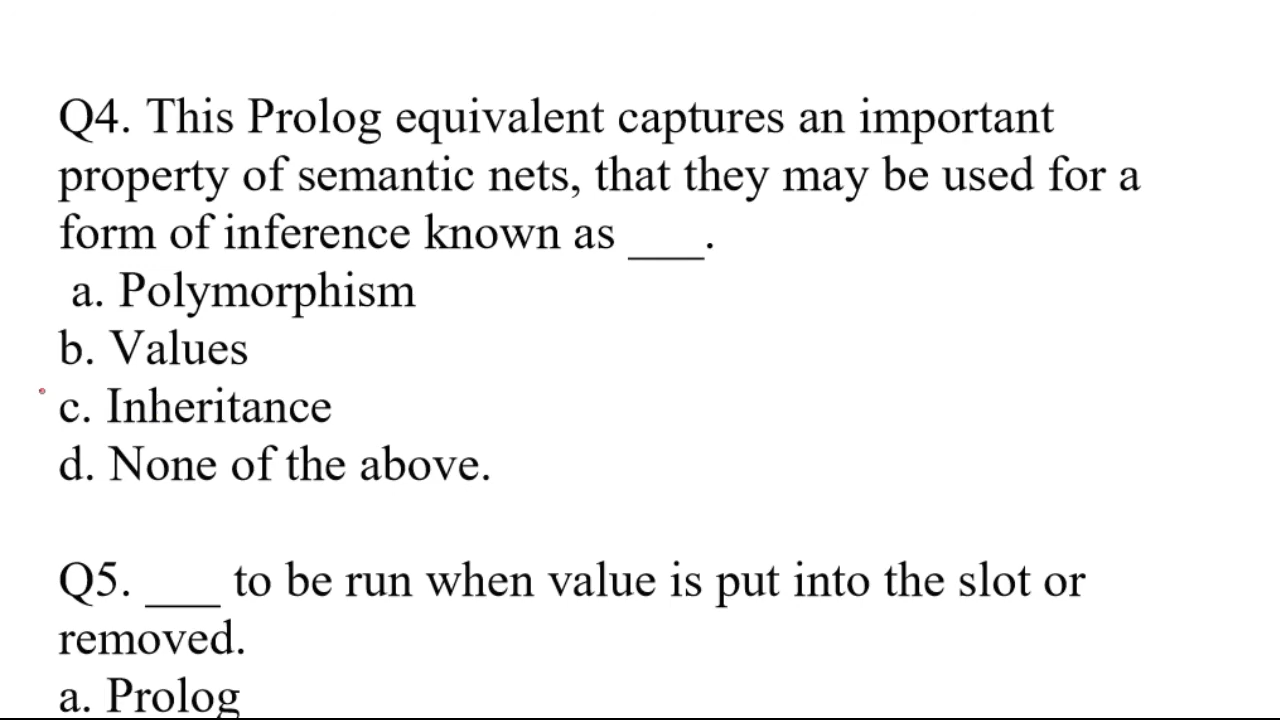 Q4. This Prolog equivalent captures an important
property of semantic nets, that they may be used for a
form of inference known as ___.
a. Polymorphism
b. Values
c. Inheritance
d. None of the above.
Q5. ___ to be run when value is put into the slot or
removed.
a. Prolog